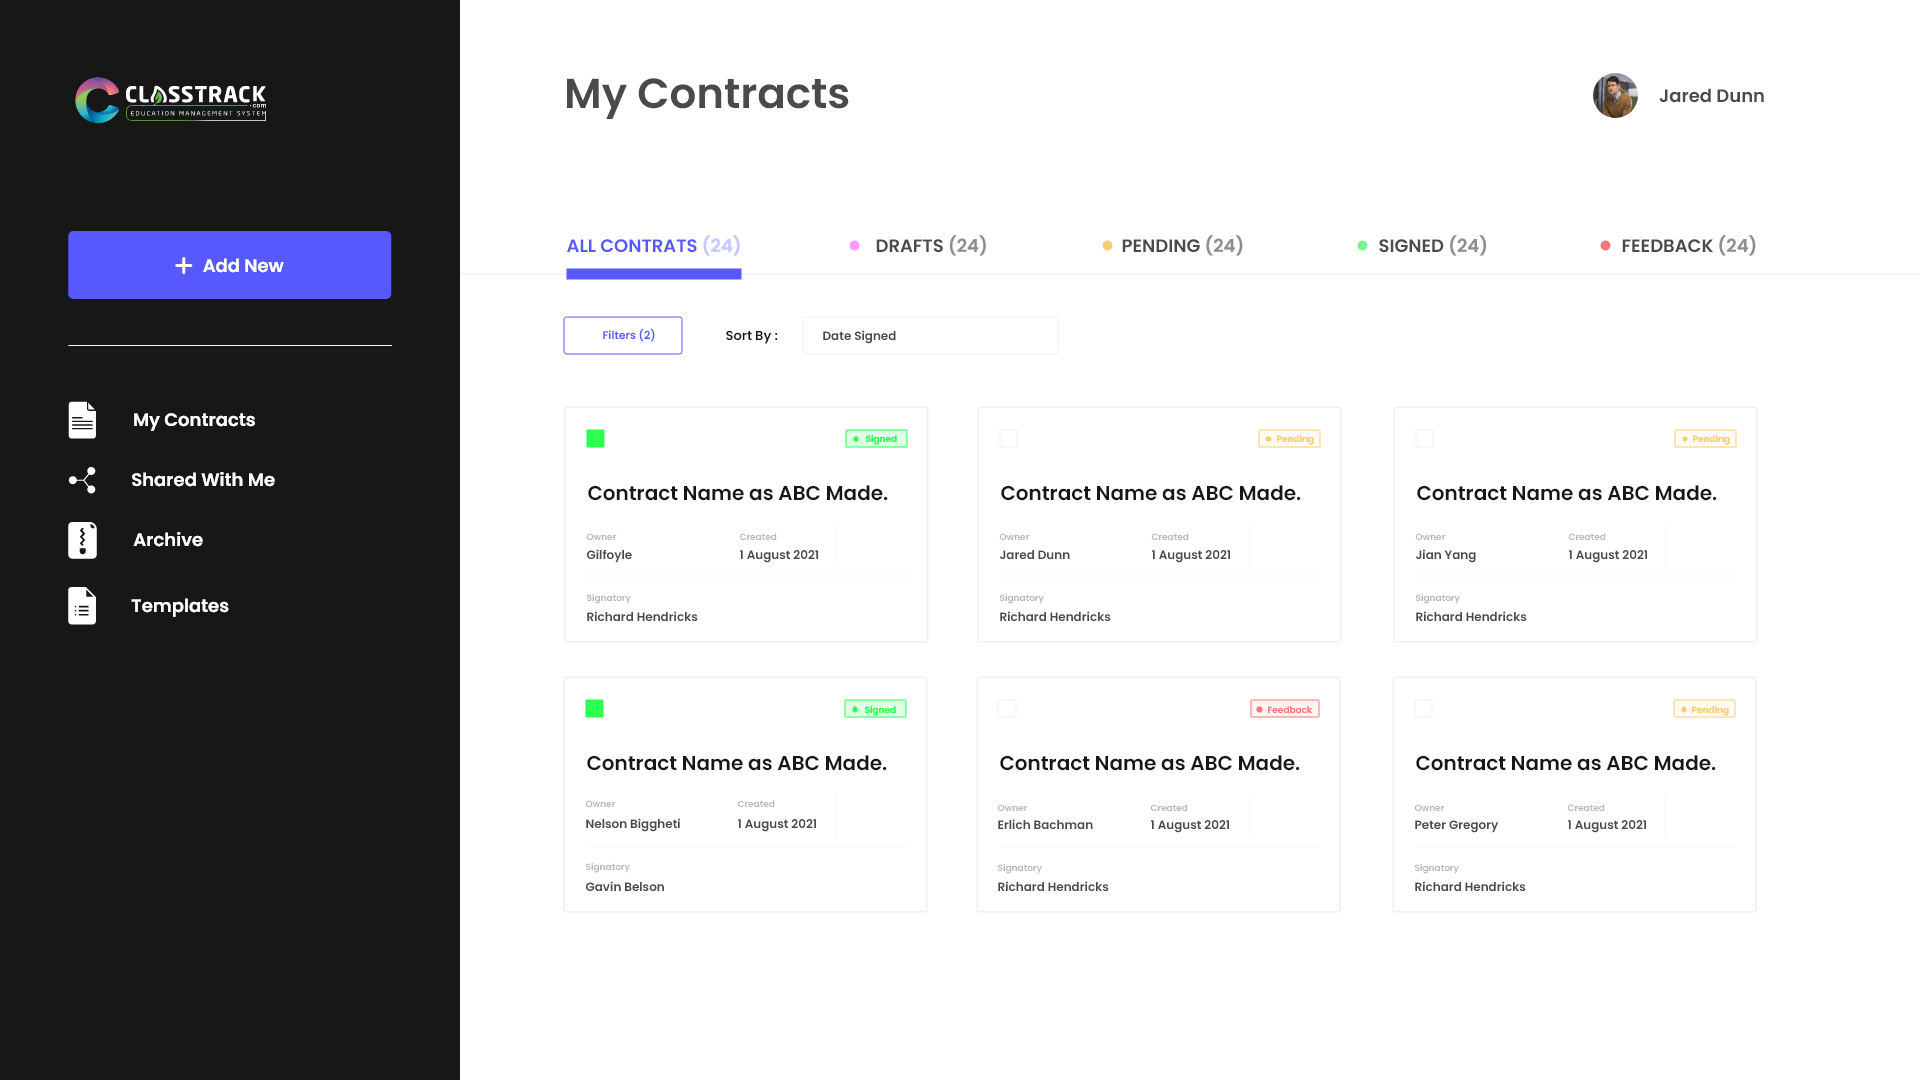 CLASSTRACK
.com
EDUCATION MANAGEMENT SYSTEM
Add New
My Contracts
Shared With Me
Archive
Templates
My Contracts
Jared Dunn
ALL CONTRATS (24)
DRAFTS (24)
PENDING (24)
SIGNED (24)
FEEDBACK (24)
Filters (2)
Sort By :
Date Signed
Signed
Contract Name as ABC Made.
Owner
Created
Gilfoyle
1 August 2021
Signatory
Richard Hendricks
Pending
Contract Name as ABC Made.
Owner
Created
Jared Dunn
1 August 2021
Signatory
Richard Hendricks
Pending
Contract Name as ABC Made.
Owner
Created
Jian Yang
1 August 2021
Signatory
Richard Hendricks
Signed
Contract Name as ABC Made.
Owner
Created
Nelson Biggheti
1 August 2021
Signatory
Gavin Belson
Feedback
Contract Name as ABC Made.
Owner
Created
Erlich Bachman
1 August 2021
Signatory
Richard Hendricks
Pending
Contract Name as ABC Made.
Owner
Created
Peter Gregory
1 August 2021
Signatory
Richard Hendricks